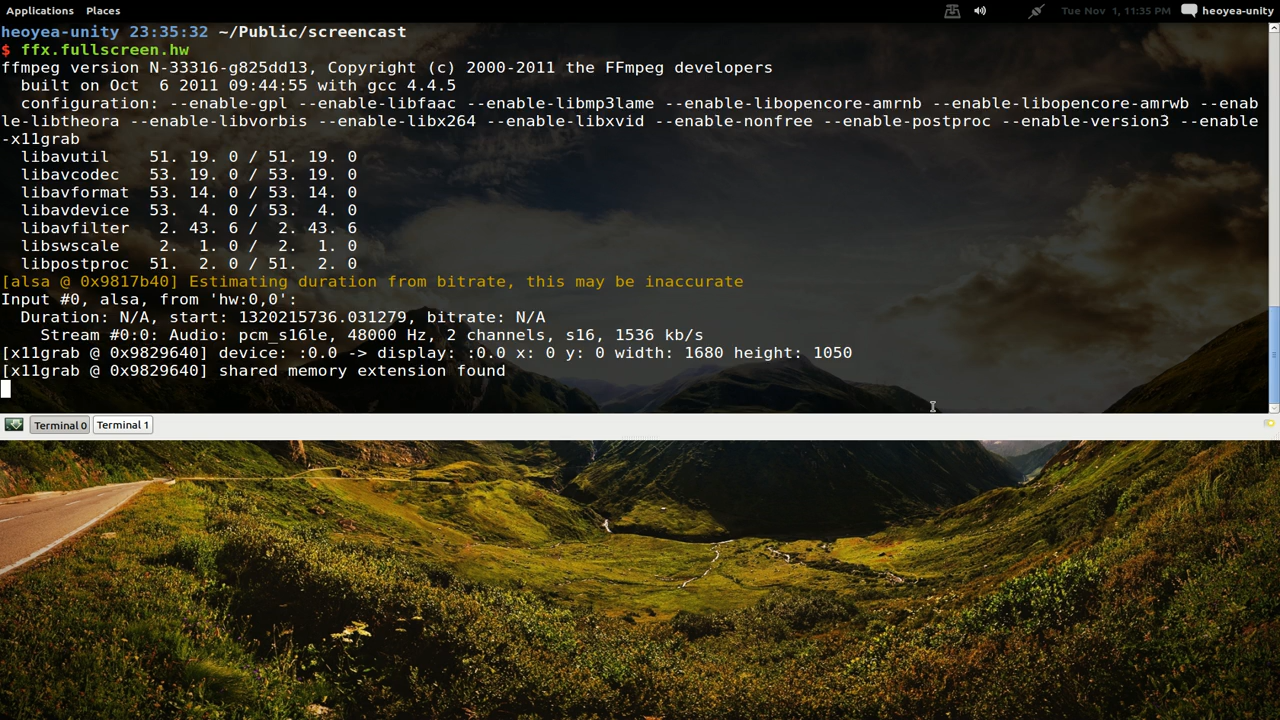 Applications Places Tue Nov 1, 11:35 PM heoyea-unity
heoyea-unity 23:35:32 ~/Public/screencast
$ ffx.fullscreen.hw
ffmpeg version N-33316-g825dd13, Copyright (c) 2000-2011 the FFmpeg developers
  built on Oct  6 2011 09:44:55 with gcc 4.4.5
  configuration: --enable-gpl --enable-libfaac --enable-libmp3lame --enable-libopencore-amrnb --enable-libopencore-amrwb --enab
le-libtheora --enable-libvorbis --enable-libx264 --enable-libxvid --enable-nonfree --enable-postproc --enable-version3 --enable
-x11grab
  libavutil    51. 19. 0 / 51. 19. 0
  libavcodec   53. 19. 0 / 53. 19. 0
  libavformat  53. 14. 0 / 53. 14. 0
  libavdevice  53.  4. 0 / 53.  4. 0
  libavfilter   2. 43. 6 /  2. 43. 6
  libswscale    2.  1. 0 /  2.  1. 0
  libpostproc  51.  2. 0 / 51.  2. 0
[alsa @ 0x9817b40] Estimating duration from bitrate, this may be inaccurate
Input #0, alsa, from 'hw:0,0':
  Duration: N/A, start: 1320215736.031279, bitrate: N/A
    Stream #0:0: Audio: pcm_s16le, 48000 Hz, 2 channels, s16, 1536 kb/s
[x11grab @ 0x9829640] device: :0.0 -> display: :0.0 x: 0 y: 0 width: 1680 height: 1050
[x11grab @ 0x9829640] shared memory extension found
Terminal 0 Terminal 1